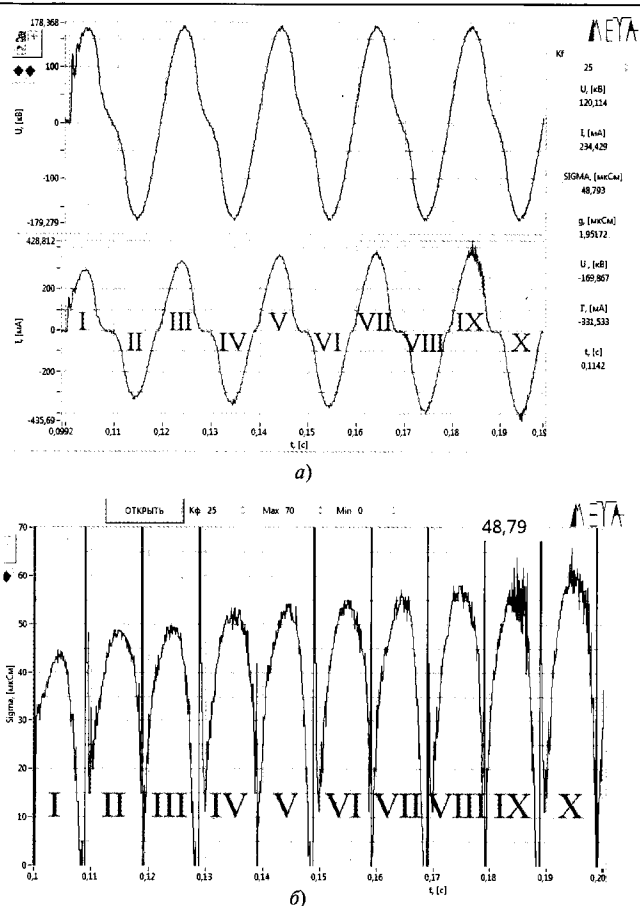 178,368
МЕГА
Kf
25
U, [кВ]
100
0
-100
-179,279
U, [кВ]
120,114
I, [мА]
234,429
SIGMA, [мкСм]
48,793
g, [мкСм]
1,95172
U , [кВ]
-169,867
I', [мА]
-331,533
t, [с]
0,1142
428,812
I, [мА]
200
0
-200
-435,69
I II III IV V VI VII VIII IX X
0,0992 0,11 0,12 0,13 0,14 0,15 0,16 0,17 0,18 0,19
t, [с]
а)
ОТКРЫТЬ Кф 25 Max 70 Min 0
МЕГА
48,79
Sigma, [мкСм]
70
60
50
40
30
20
10
0
I II III IV V VI VII VIII IX X
0,1 0,11 0,12 0,13 0,14 0,15 0,16 0,17 0,18 0,19 0,20
t, [с]
б)